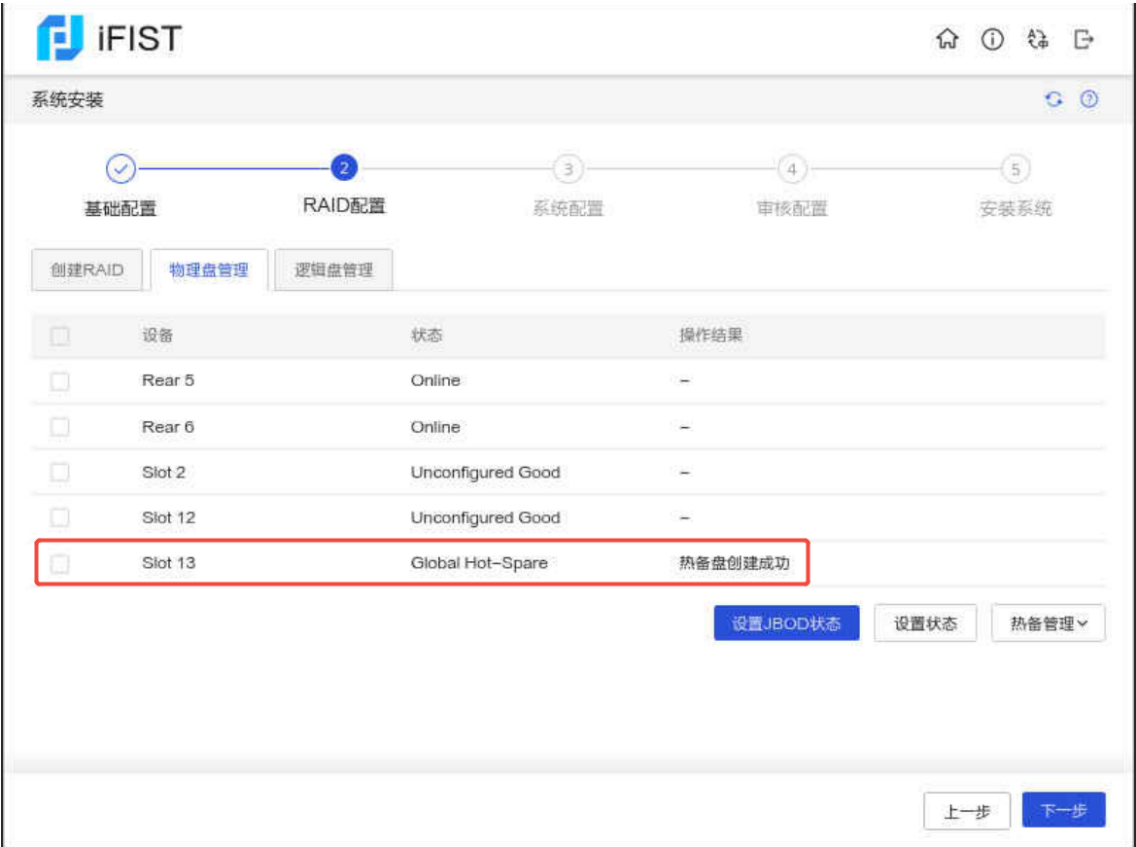 iFIST
系统安装
2 3 4 5
基础配置 RAID配置 系统配置 审核配置 安装系统
创建RAID 物理盘管理 逻辑盘管理
设备 状态 操作结果
Rear 5 Online –
Rear 6 Online –
Slot 2 Unconfigured Good –
Slot 12 Unconfigured Good –
Slot 13 Global Hot–Spare 热备盘创建成功
设置JBOD状态 设置状态 热备管理
上一步 下一步